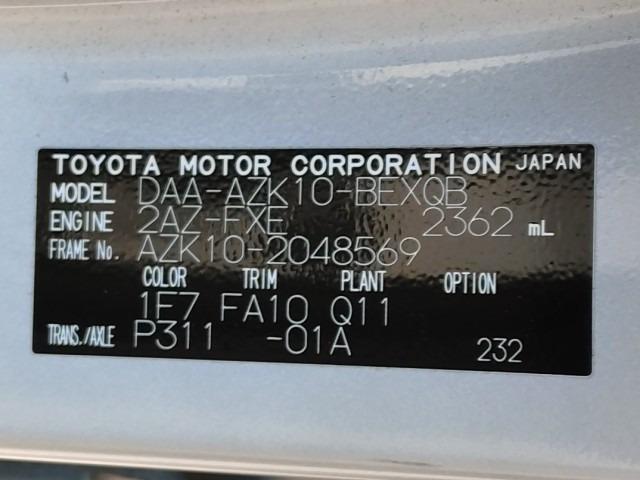 TOYOTA MOTOR CORPORATION JAPAN
MODEL DAA-AZK10-BEXQB
ENGINE 2AZ-FXE 2362 mL
FRAME No. AZK10-2048569
COLOR TRIM PLANT OPTION
1F7 FA10 Q11
TRANS./AXLE P311 -01A 232